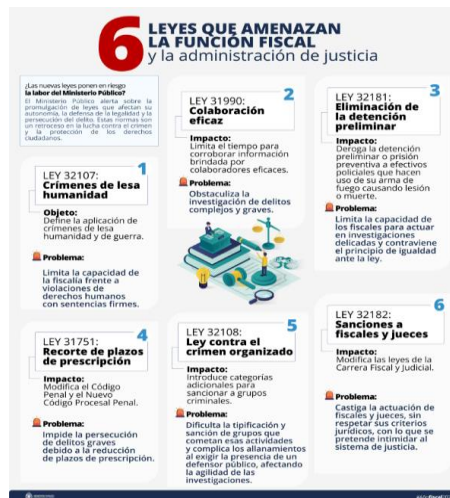 6 LEYES QUE AMENAZAN
LA FUNCIÓN FISCAL
y la administración de justicia
¿Las nuevas leyes ponen en riesgo
la labor del Ministerio Público?
El Ministerio Público alerta sobre la
promulgación de leyes que afectan su
autonomía, la defensa de la legalidad y la
persecución del delito. Estas normas son
un retroceso en la lucha contra el crimen
y la protección de los derechos
ciudadanos.
1
LEY 32107:
Crímenes de lesa
humanidad
Objeto:
Define la aplicación de
crímenes de lesa
humanidad y de guerra.
Problema:
Limita la capacidad de
la fiscalía frente a
violaciones de
derechos humanos
con sentencias firmes.
2
LEY 31990:
Colaboración
eficaz
Impacto:
Limita el tiempo para
corroborar información
brindada por
colaboradores eficaces.
Problema:
Obstaculiza la
investigación de delitos
complejos y graves.
3
LEY 32181:
Eliminación de
la detención
preliminar
Impacto:
Deroga la detención
preliminar o prisión
preventiva a efectivos
policiales que hacen
uso de su arma de
fuego causando lesión
o muerte.
Problema:
Limita la capacidad de
los fiscales para actuar
en investigaciones
delicadas y contraviene
el principio de igualdad
ante la ley.
4
LEY 31751:
Recorte de plazos
de prescripción
Impacto:
Modifica el Código
Penal y el Nuevo
Código Procesal Penal.
Problema:
Impide la persecución
de delitos graves
debido a la reducción
de plazos de prescripción.
5
LEY 32108:
Ley contra el
crimen organizado
Impacto:
Introduce categorías
adicionales para
sancionar a grupos
criminales.
Problema:
Dificulta la tipificación y
sanción de grupos que
cometan esas actividades
y complica los allanamientos
al exigir la presencia de un
defensor público, afectando
la agilidad de las
investigaciones.
6
LEY 32182:
Sanciones a
fiscales y jueces
Impacto:
Modifica las leyes de la
Carrera Fiscal y Judicial.
Problema:
Castiga la actuación de
fiscales y jueces, sin
respetar sus criterios
jurídicos, con lo que se
pretende intimidar al
sistema de justicia.